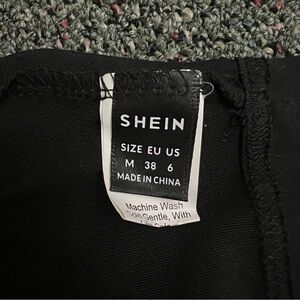 SHEIN
SIZE EU US
M 38 6
MADE IN CHINA
Machine Wash
Gentle, With